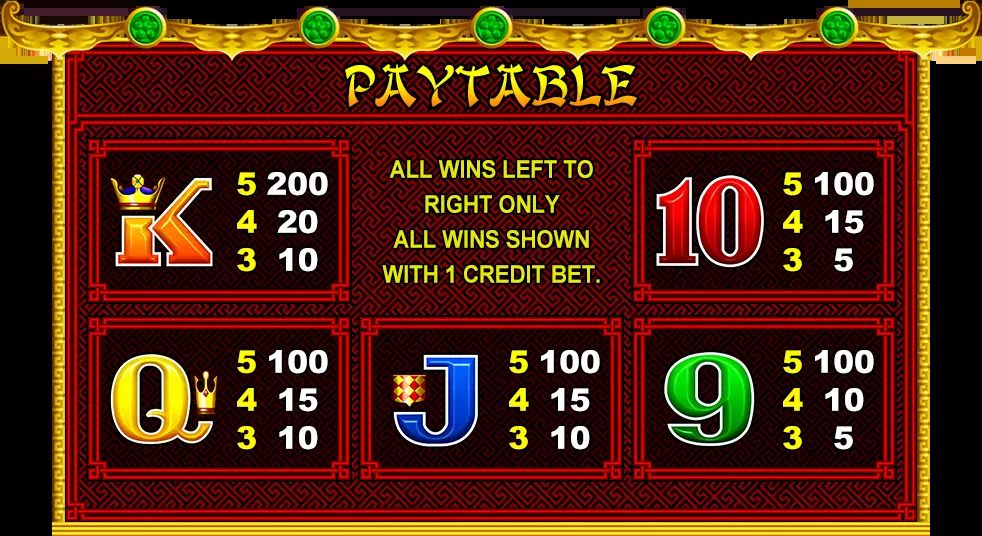 PAYTABLE
K
5 200
4 20
3 10
ALL WINS LEFT TO
RIGHT ONLY
ALL WINS SHOWN
WITH 1 CREDIT BET.
10
5 100
4 15
3 5
Q
5 100
4 15
3 10
J
5 100
4 15
3 10
9
5 100
4 10
3 5